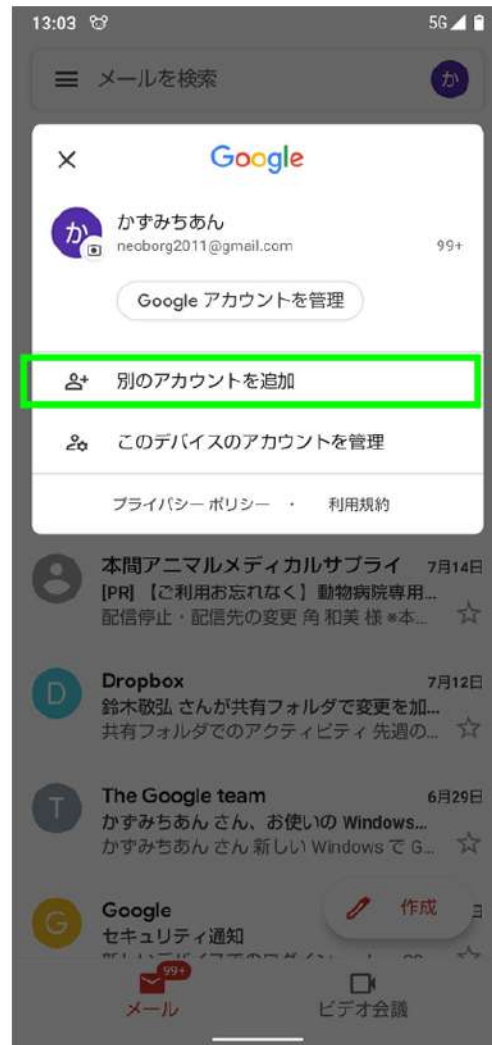 13:03 5G
メールを検索 か
Google
か かずみちあん
neoborg2011@gmail.com 99+
Google アカウントを管理
別のアカウントを追加
このデバイスのアカウントを管理
プライバシー ポリシー ・ 利用規約
本間アニマルメディカルサプライ 7月14日
[PR] 【ご利用お忘れなく】動物病院専用...
配信停止・配信先の変更 角 和美 様 ※本...
D Dropbox 7月12日
鈴木敬弘 さんが共有フォルダで変更を加...
共有フォルダでのアクティビティ 先週の...
T The Google team 6月29日
かずみちあん さん、お使いの Windows...
かずみちあん さん 新しい Windows で G...
G Google 作成 日
セキュリティ通知
99+
メール ビデオ会議